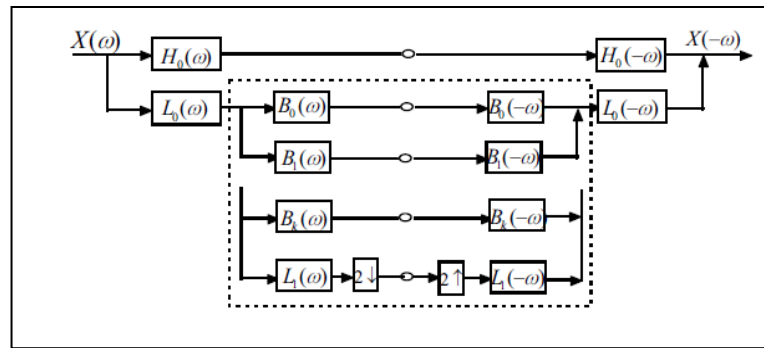 X(ω) H₀(ω) H₀(-ω) X(-ω)
L₀(ω) B₀(ω) B₀(-ω) L₀(-ω)
B₁(ω) B₁(-ω)
Bₖ(ω) Bₖ(-ω)
L₁(ω) 2↓ 2↑ L₁(-ω)